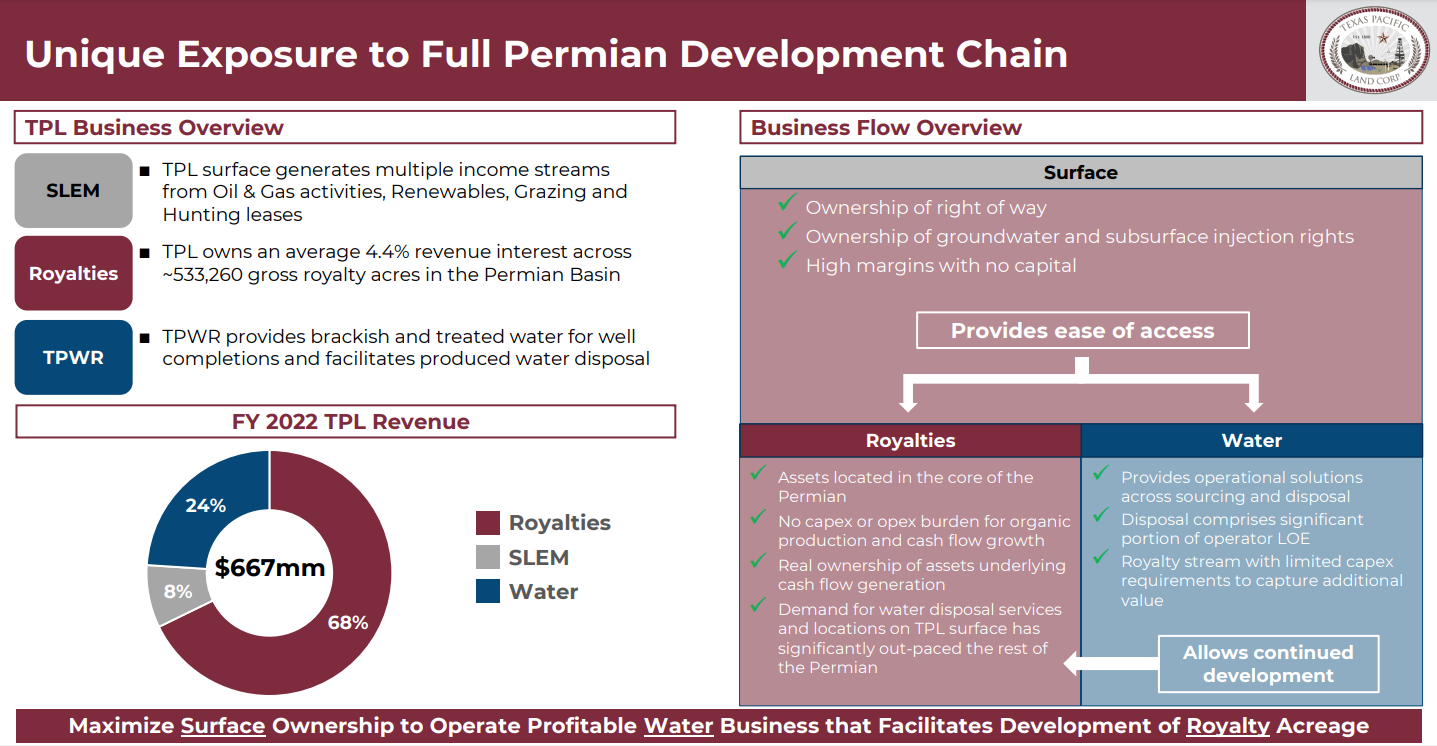 Unique Exposure to Full Permian Development Chain
TEXAS PACIFIC
EST. 1888
LAND CORP
TPL Business Overview
SLEM
■ TPL surface generates multiple income streams
from Oil & Gas activities, Renewables, Grazing and
Hunting leases
Royalties
■ TPL owns an average 4.4% revenue interest across
~533,260 gross royalty acres in the Permian Basin
TPWR
■ TPWR provides brackish and treated water for well
completions and facilitates produced water disposal
FY 2022 TPL Revenue
24%
8%
$667mm
68%
Royalties
SLEM
Water
Business Flow Overview
Surface
✓ Ownership of right of way
✓ Ownership of groundwater and subsurface injection rights
✓ High margins with no capital
Provides ease of access
Royalties
✓ Assets located in the core of the
Permian
✓ No capex or opex burden for organic
production and cash flow growth
✓ Real ownership of assets underlying
cash flow generation
✓ Demand for water disposal services
and locations on TPL surface has
significantly out-paced the rest of
the Permian
Water
✓ Provides operational solutions
across sourcing and disposal
✓ Disposal comprises significant
portion of operator LOE
✓ Royalty stream with limited capex
requirements to capture additional
value
Allows continued
development
Maximize Surface Ownership to Operate Profitable Water Business that Facilitates Development of Royalty Acreage